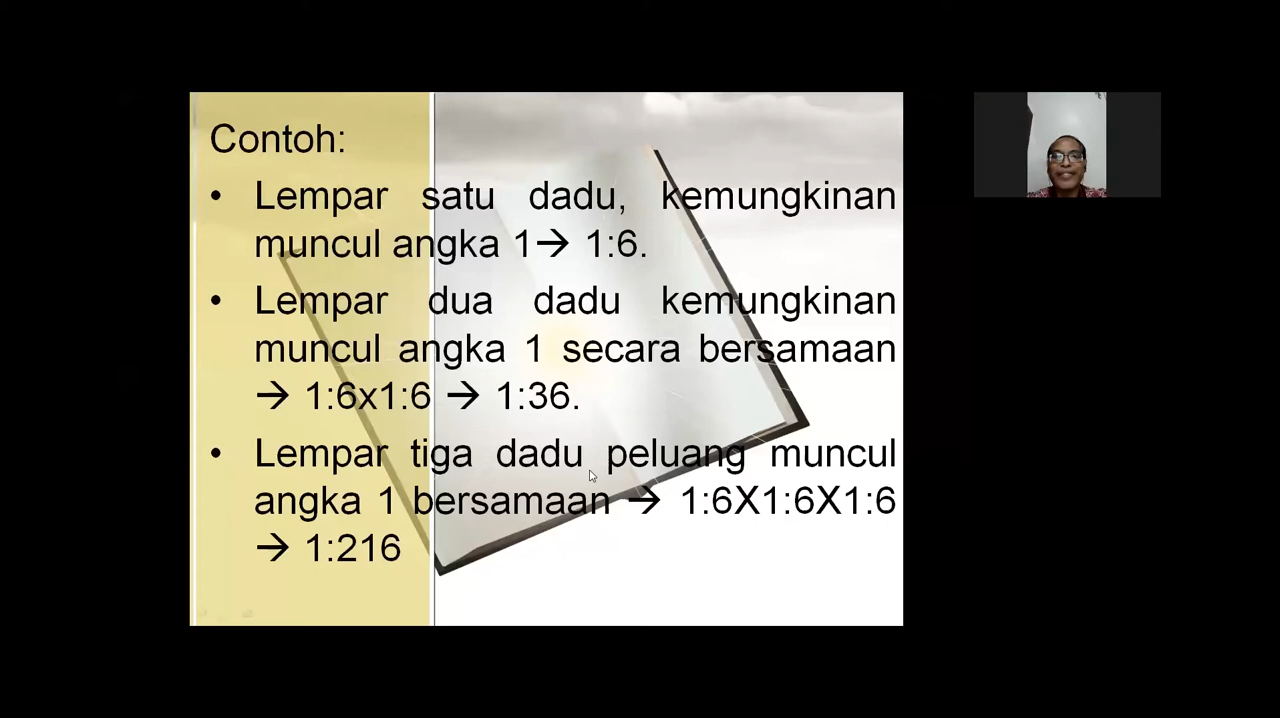 Contoh:
• Lempar satu dadu, kemungkinan
muncul angka 1→ 1:6.
• Lempar dua dadu kemungkinan
muncul angka 1 secara bersamaan
→ 1:6x1:6 → 1:36.
• Lempar tiga dadu peluang muncul
angka 1 bersamaan → 1:6X1:6X1:6
→ 1:216